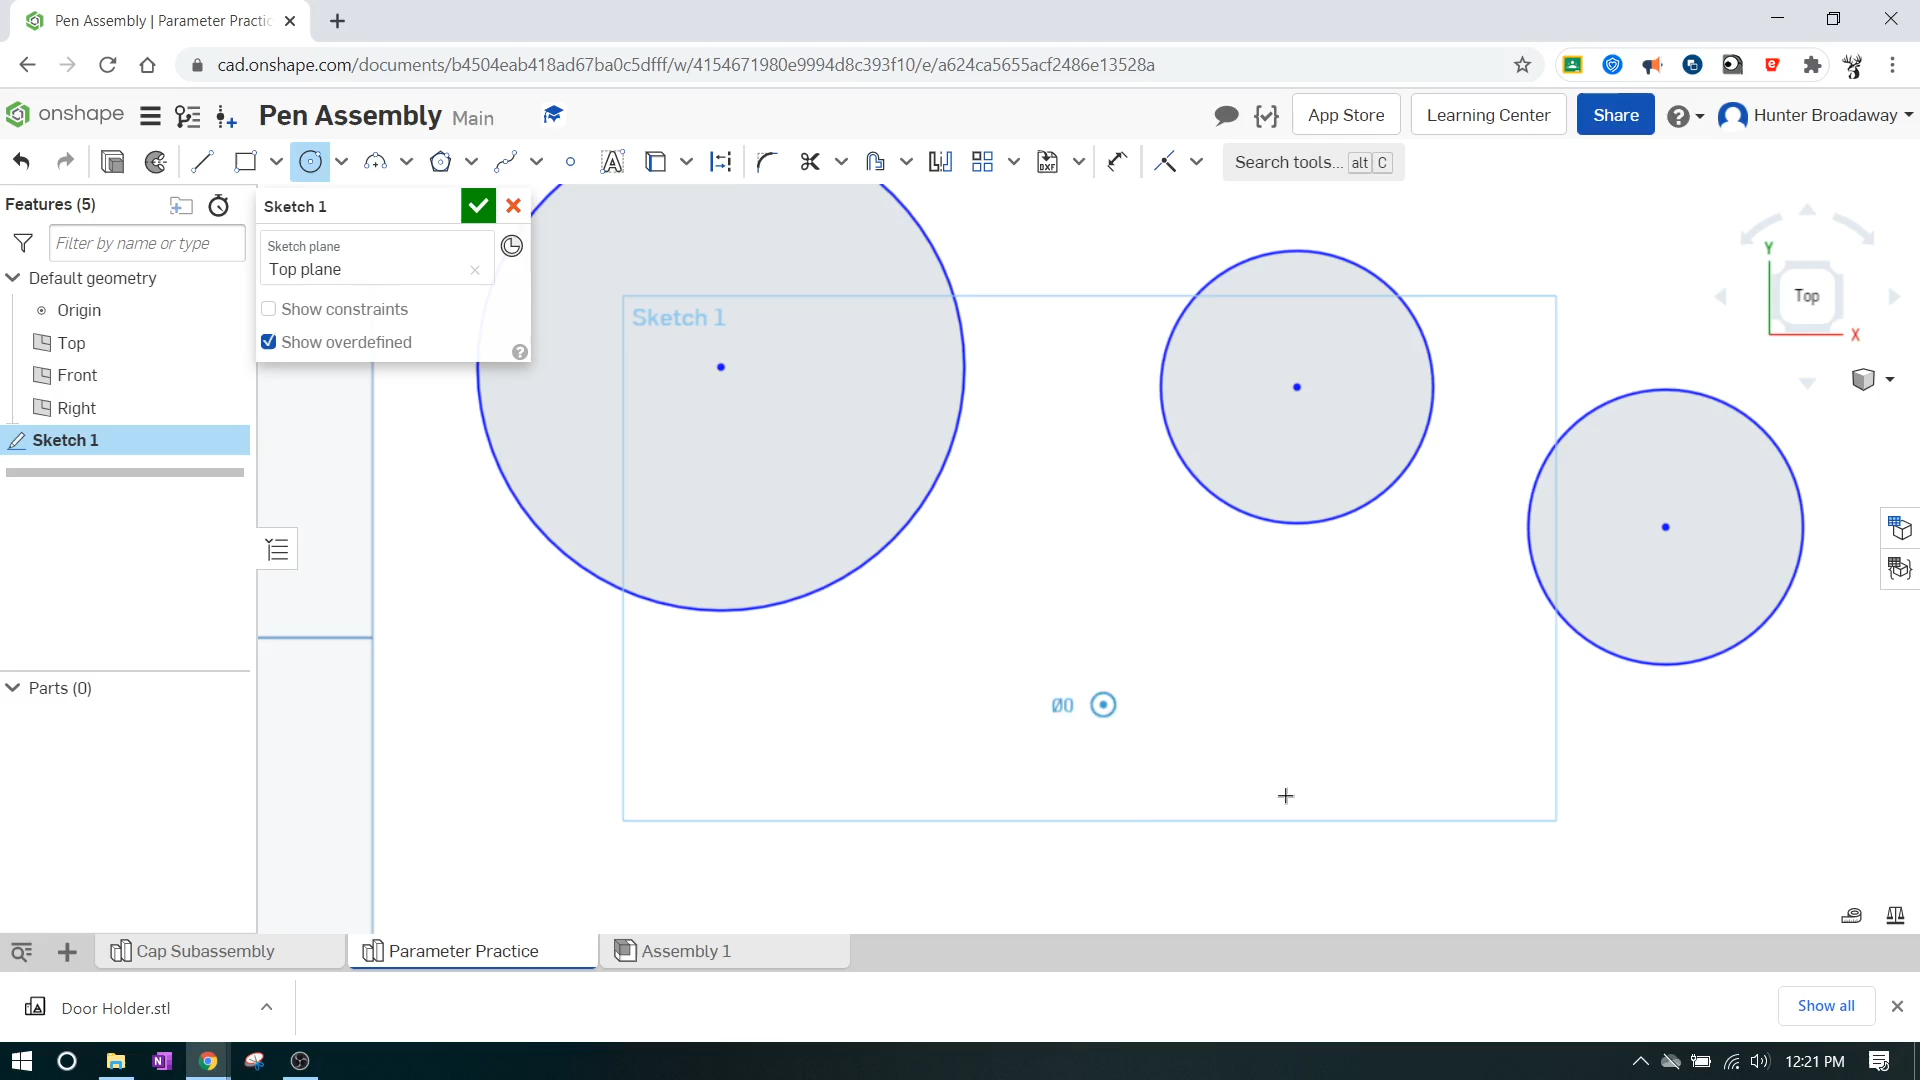 Pen Assembly | Parameter Practic
cad.onshape.com/documents/b4504eab418ad67ba0c5dfff/w/4154671980e9994d8c393f10/e/a624ca5655acf2486e13528a
onshape
Pen Assembly Main
App Store
Learning Center
Share
Hunter Broadaway
Search tools... alt C
Features (5)
Filter by name or type
Default geometry
Origin
Top
Front
Right
Sketch 1
Parts (0)
Sketch 1
Sketch plane
Top plane
Show constraints
Show overdefined
Sketch 1
Ø0
Y
Top
X
Cap Subassembly
Parameter Practice
Assembly 1
Door Holder.stl
Show all
12:21 PM